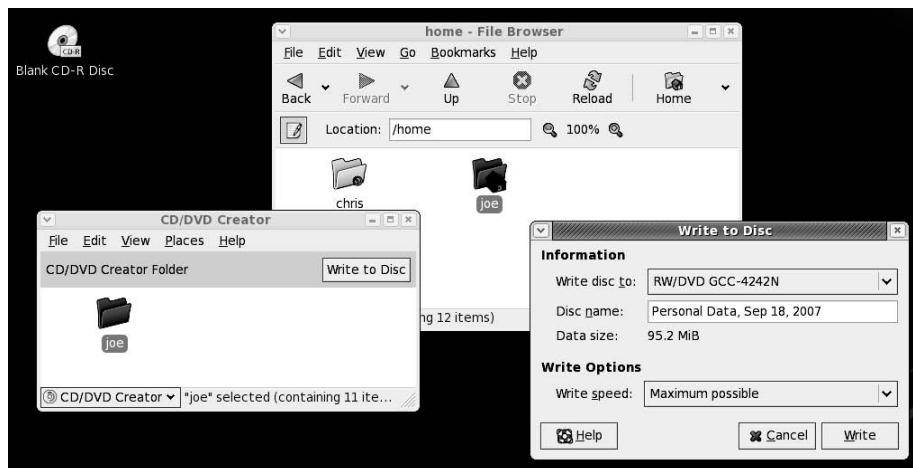 CD-R
Blank CD-R Disc
home - File Browser
File Edit View Go Bookmarks Help
Back Forward Up Stop Reload Home
Location: /home 100%
chris joe
ng 12 items)
CD/DVD Creator
File Edit View Places Help
CD/DVD Creator Folder Write to Disc
joe
CD/DVD Creator "joe" selected (containing 11 ite...
Write to Disc
Information
Write disc to: RW/DVD GCC-4242N
Disc name: Personal Data, Sep 18, 2007
Data size: 95.2 MiB
Write Options
Write speed: Maximum possible
Help Cancel Write